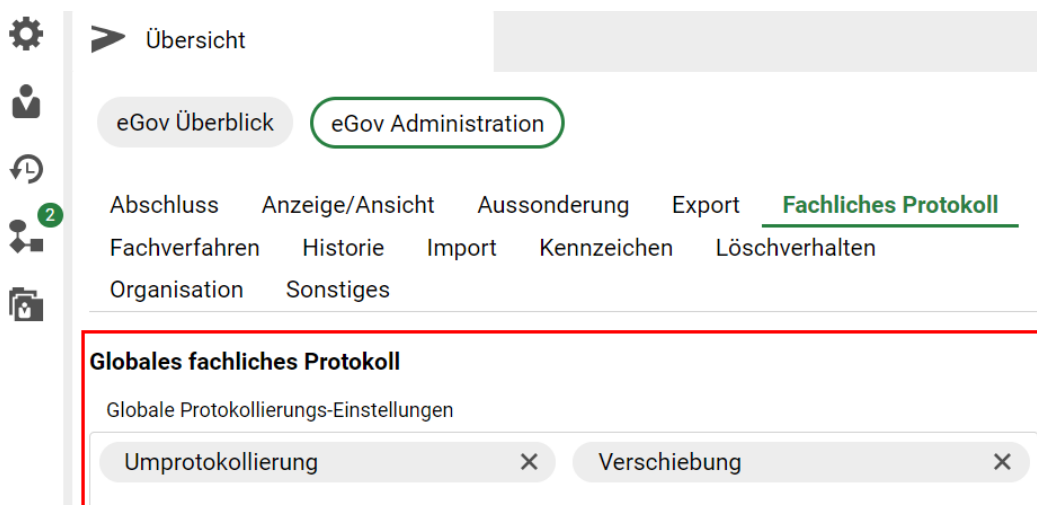 Übersicht
eGov Überblick eGov Administration
2
Abschluss Anzeige/Ansicht Aussonderung Export Fachliches Protokoll
Fachverfahren Historie Import Kennzeichen Löschverhalten
Organisation Sonstiges
Globales fachliches Protokoll
Globale Protokollierungs-Einstellungen
Umprotokollierung Verschiebung